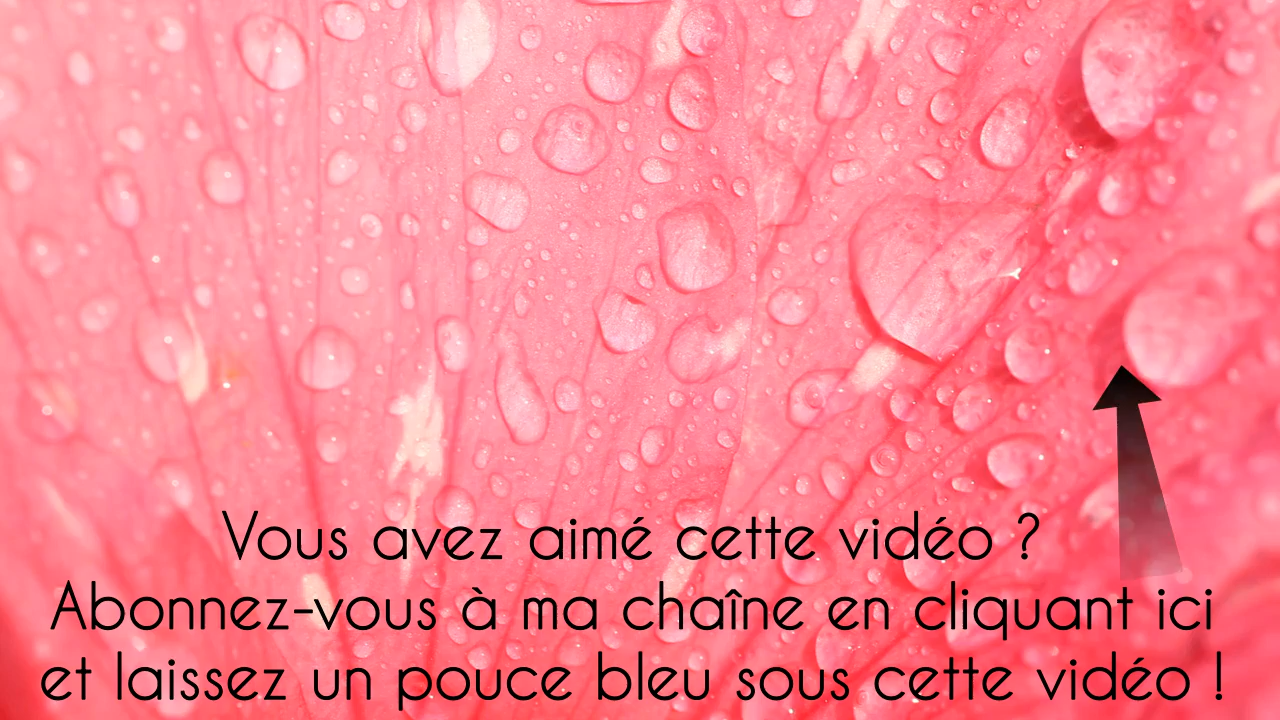 Vous avez aimé cette vidéo ?
Abonnez-vous à ma chaîne en cliquant ici
et laissez un pouce bleu sous cette vidéo !